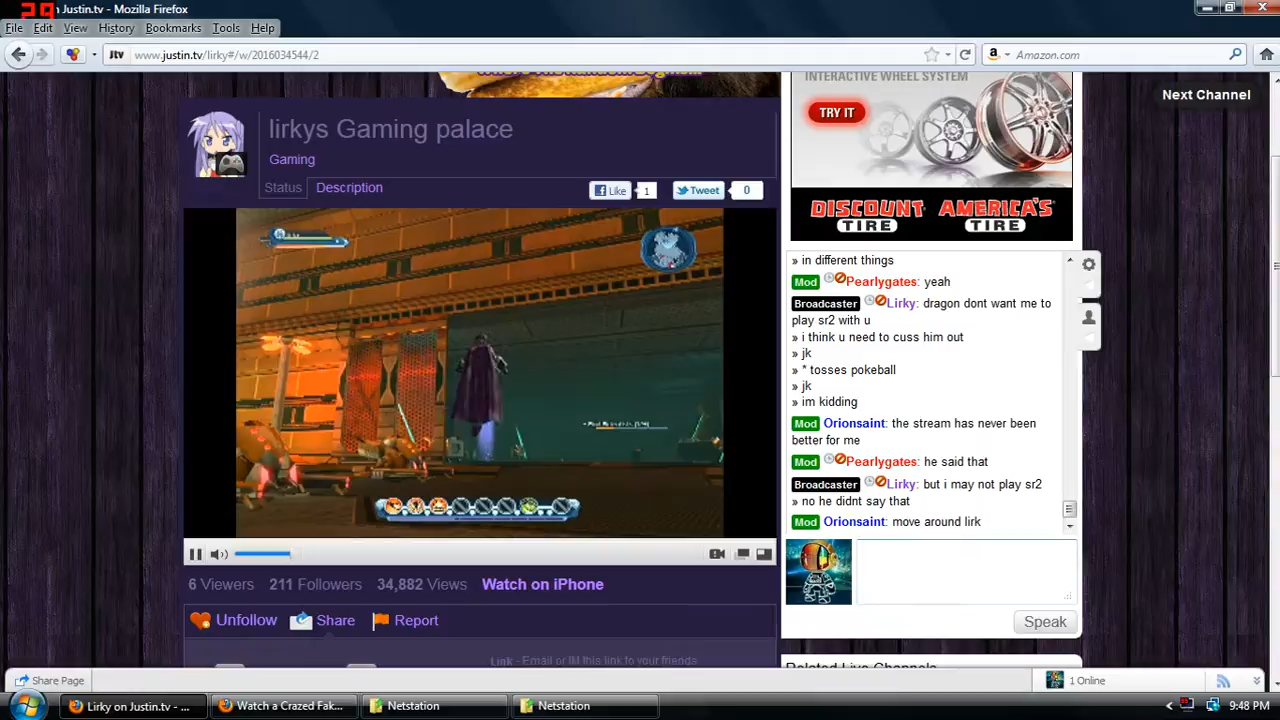 29
n Justin.tv - Mozilla Firefox
File Edit View History Bookmarks Tools Help
Jtv www.justin.tv/lirky#/w/2016034544/2
a Amazon.com
INTERACTIVE WHEEL SYSTEM
TRY IT
DISCOUNT TIRE
AMERICA'S TIRE
Next Channel
lirkys Gaming palace
Gaming
Status Description
Like 1 Tweet 0
» in different things
Mod Pearlygates: yeah
Broadcaster Lirky: dragon dont want me to
play sr2 with u
» i think u need to cuss him out
» jk
» * tosses pokeball
» jk
» im kidding
Mod Orionsaint: the stream has never been
better for me
Mod Pearlygates: he said that
Broadcaster Lirky: but i may not play sr2
» no he didnt say that
Mod Orionsaint: move around lirk
Speak
6 Viewers 211 Followers 34,882 Views Watch on iPhone
Unfollow Share Report
Link - Email or IM this link to your friends
Related Live Channels
Share Page
1 Online
Lirky on Justin.tv - ...
Watch a Crazed Fak...
Netstation
Netstation
9:48 PM